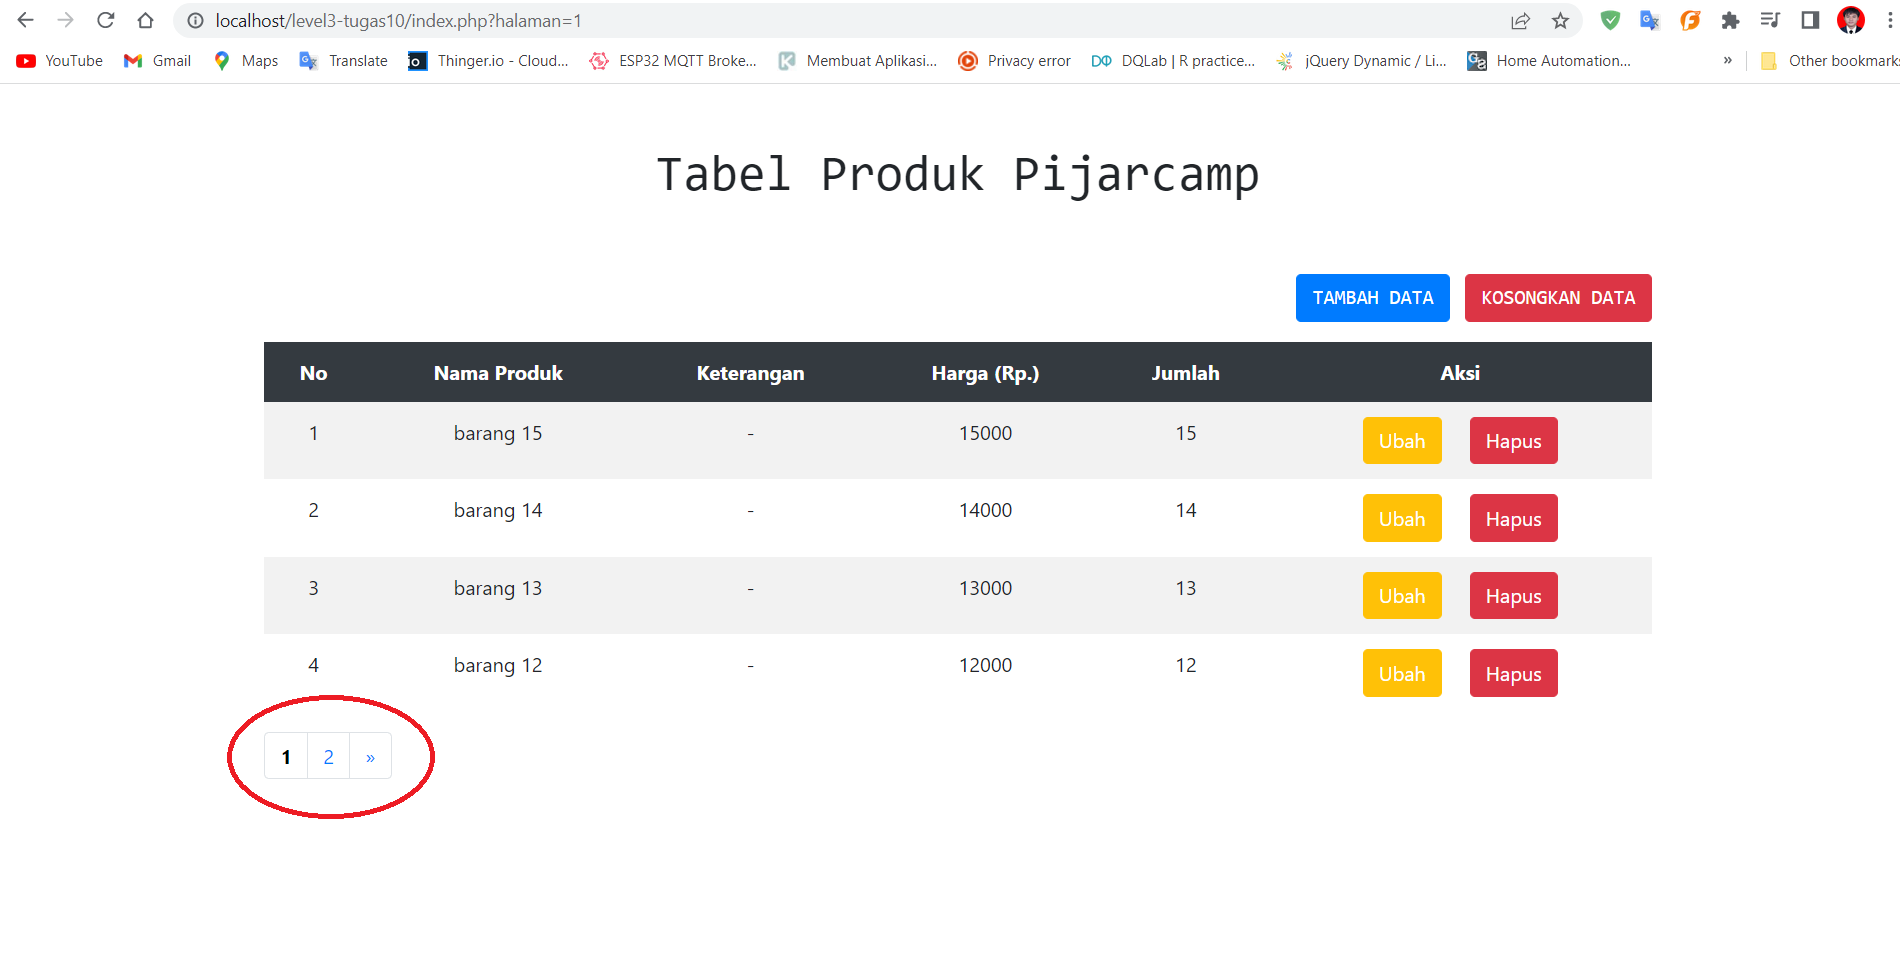 localhost/level3-tugas10/index.php?halaman=1
YouTube Gmail Maps Translate Thinger.io - Cloud... ESP32 MQTT Broke... Membuat Aplikasi... Privacy error DQLab | R practice... jQuery Dynamic / Li... Home Automation... » Other bookmarks
Tabel Produk Pijarcamp
TAMBAH DATA KOSONGKAN DATA
No Nama Produk Keterangan Harga (Rp.) Jumlah Aksi
1 barang 15 - 15000 15 Ubah Hapus
2 barang 14 - 14000 14 Ubah Hapus
3 barang 13 - 13000 13 Ubah Hapus
4 barang 12 - 12000 12 Ubah Hapus
1 2 »